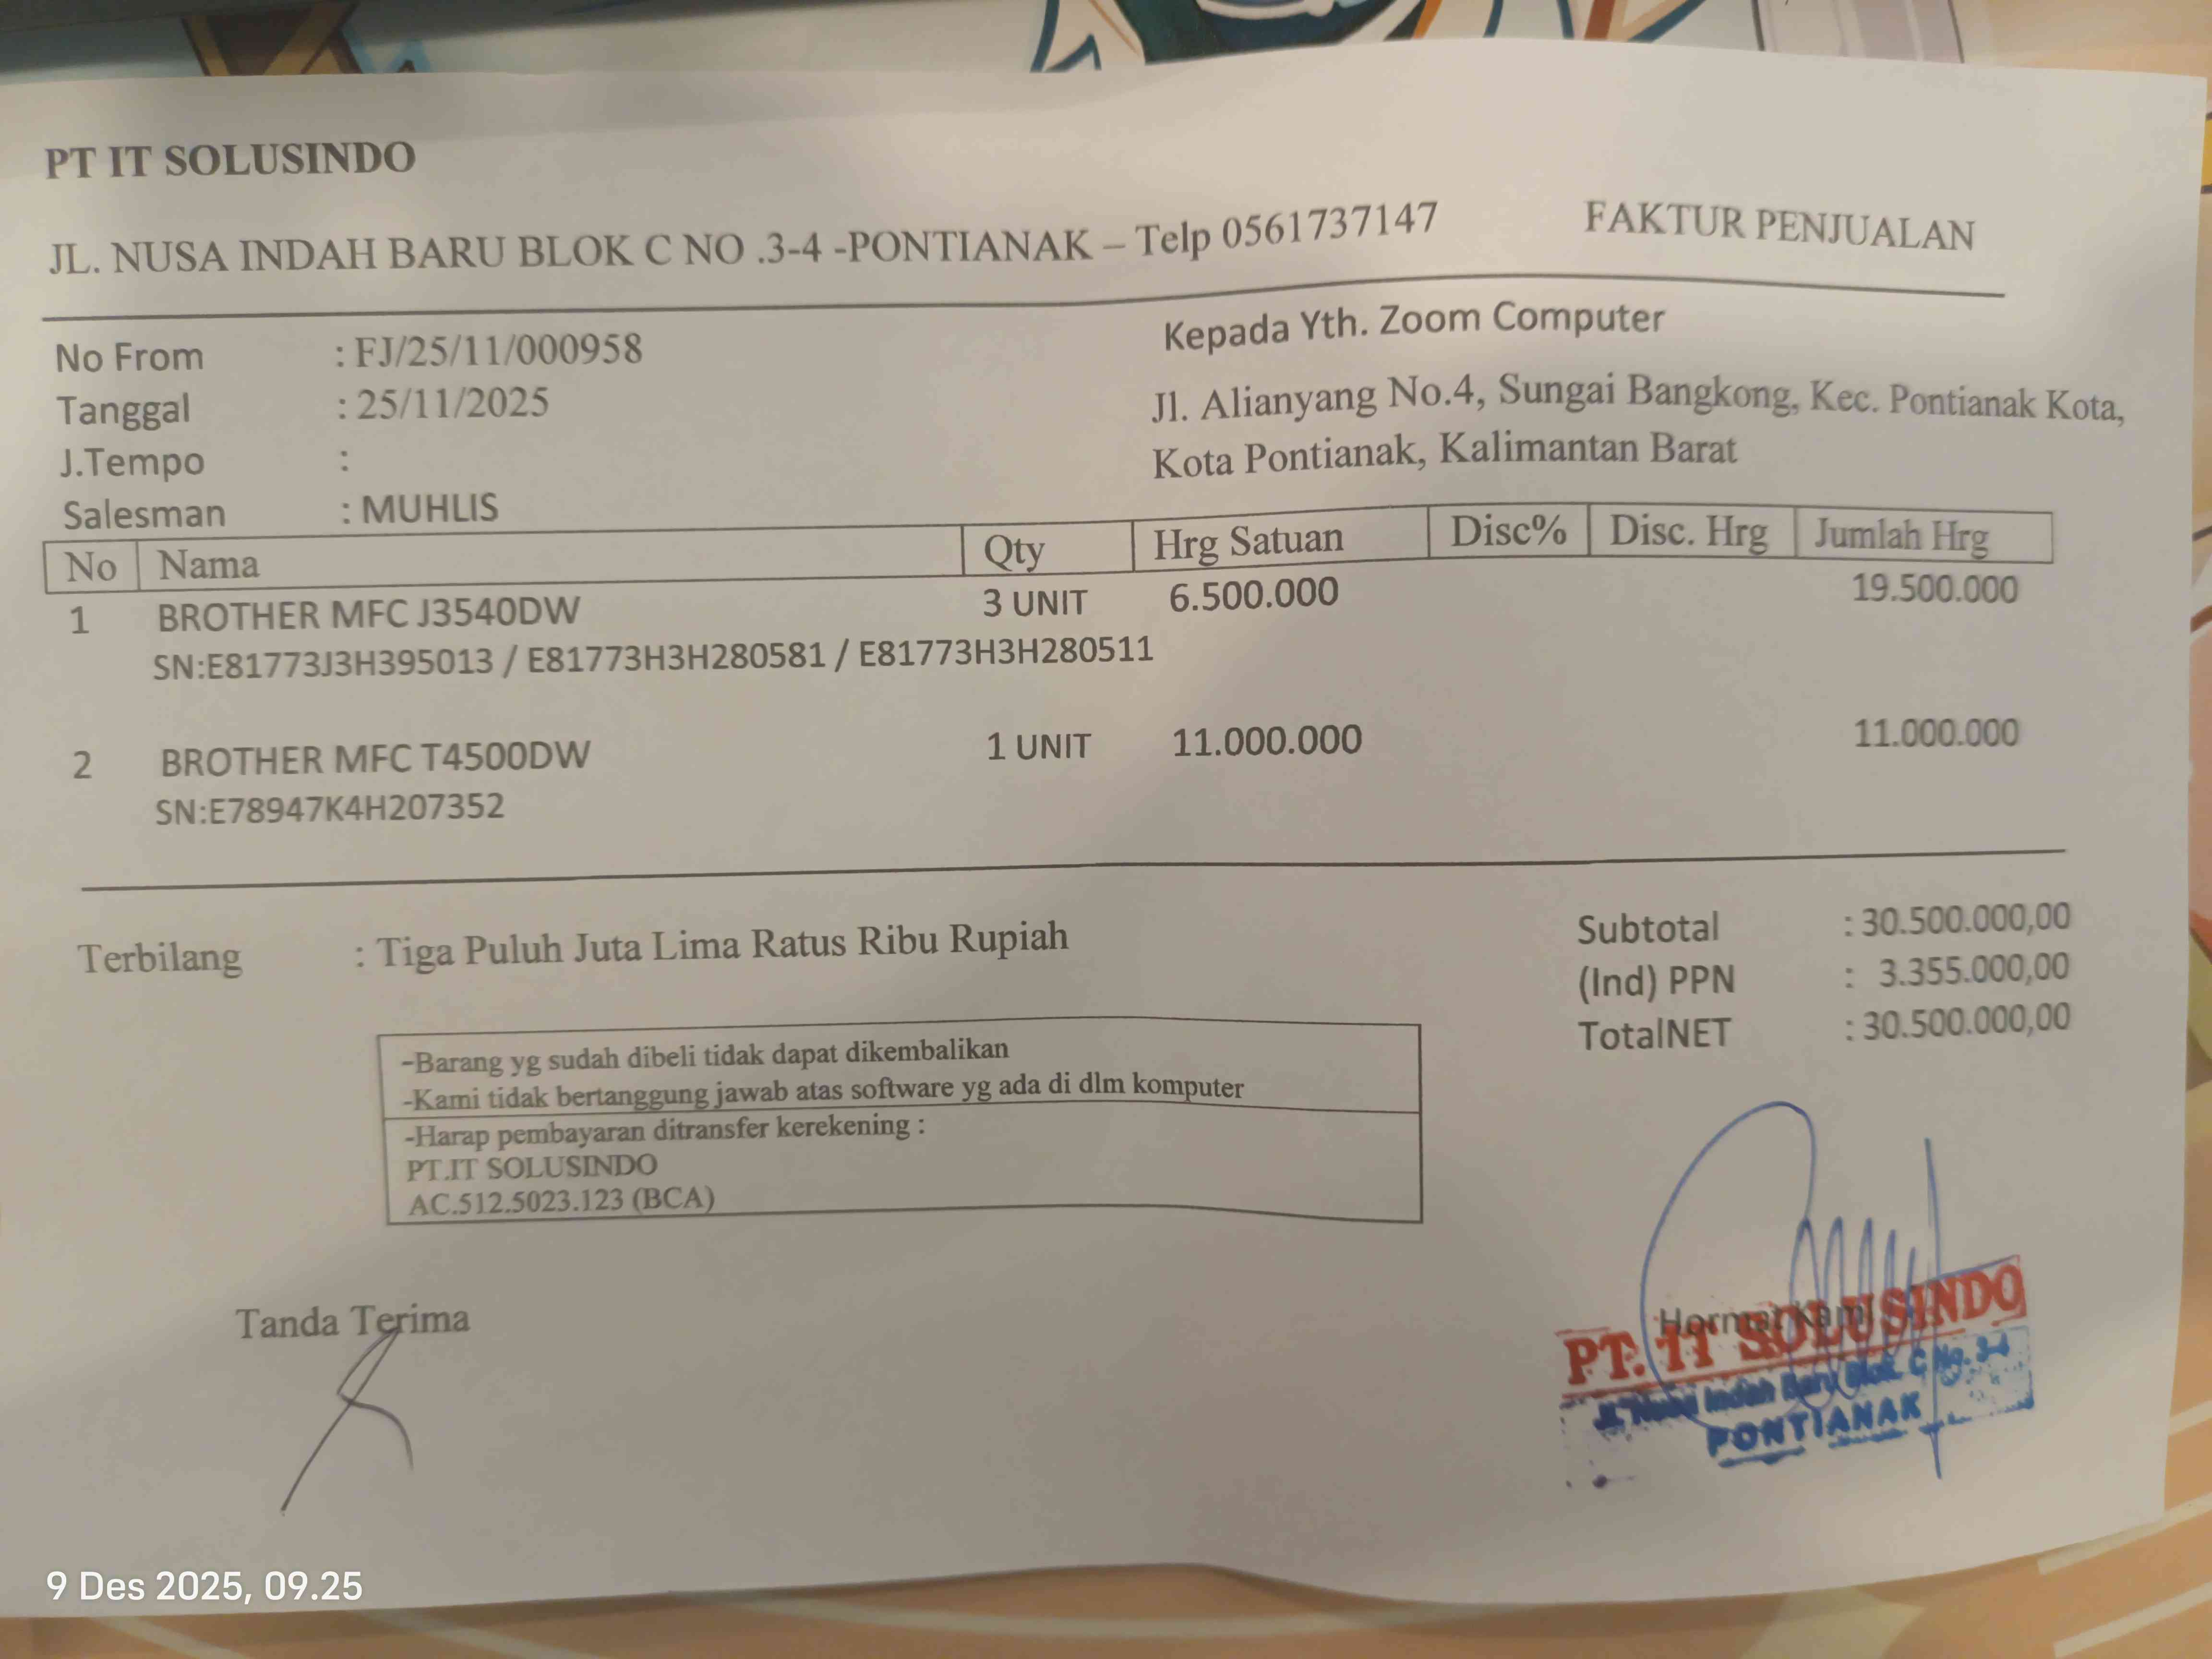 PT IT SOLUSINDO
JL. NUSA INDAH BARU BLOK C NO .3-4 -PONTIANAK – Telp 0561737147 FAKTUR PENJUALAN
No From : FJ/25/11/000958
Tanggal : 25/11/2025
J.Tempo :
Salesman : MUHLIS
Kepada Yth. Zoom Computer
Jl. Alianyang No.4, Sungai Bangkong, Kec. Pontianak Kota,
Kota Pontianak, Kalimantan Barat
No Nama Qty Hrg Satuan Disc% Disc. Hrg Jumlah Hrg
1 BROTHER MFC J3540DW 3 UNIT 6.500.000 19.500.000
SN:E81773J3H395013 / E81773H3H280581 / E81773H3H280511
2 BROTHER MFC T4500DW 1 UNIT 11.000.000 11.000.000
SN:E78947K4H207352
Terbilang : Tiga Puluh Juta Lima Ratus Ribu Rupiah
Subtotal : 30.500.000,00
(Ind) PPN : 3.355.000,00
TotalNET : 30.500.000,00
-Barang yg sudah dibeli tidak dapat dikembalikan
-Kami tidak bertanggung jawab atas software yg ada di dlm komputer
-Harap pembayaran ditransfer kerekening :
PT.IT SOLUSINDO
AC.512.5023.123 (BCA)
Tanda Terima
Hormat Kami
PT. IT SOLUSINDO
Jl. Nusa Indah Baru Blok C No. 3-4
PONTIANAK
9 Des 2025, 09.25